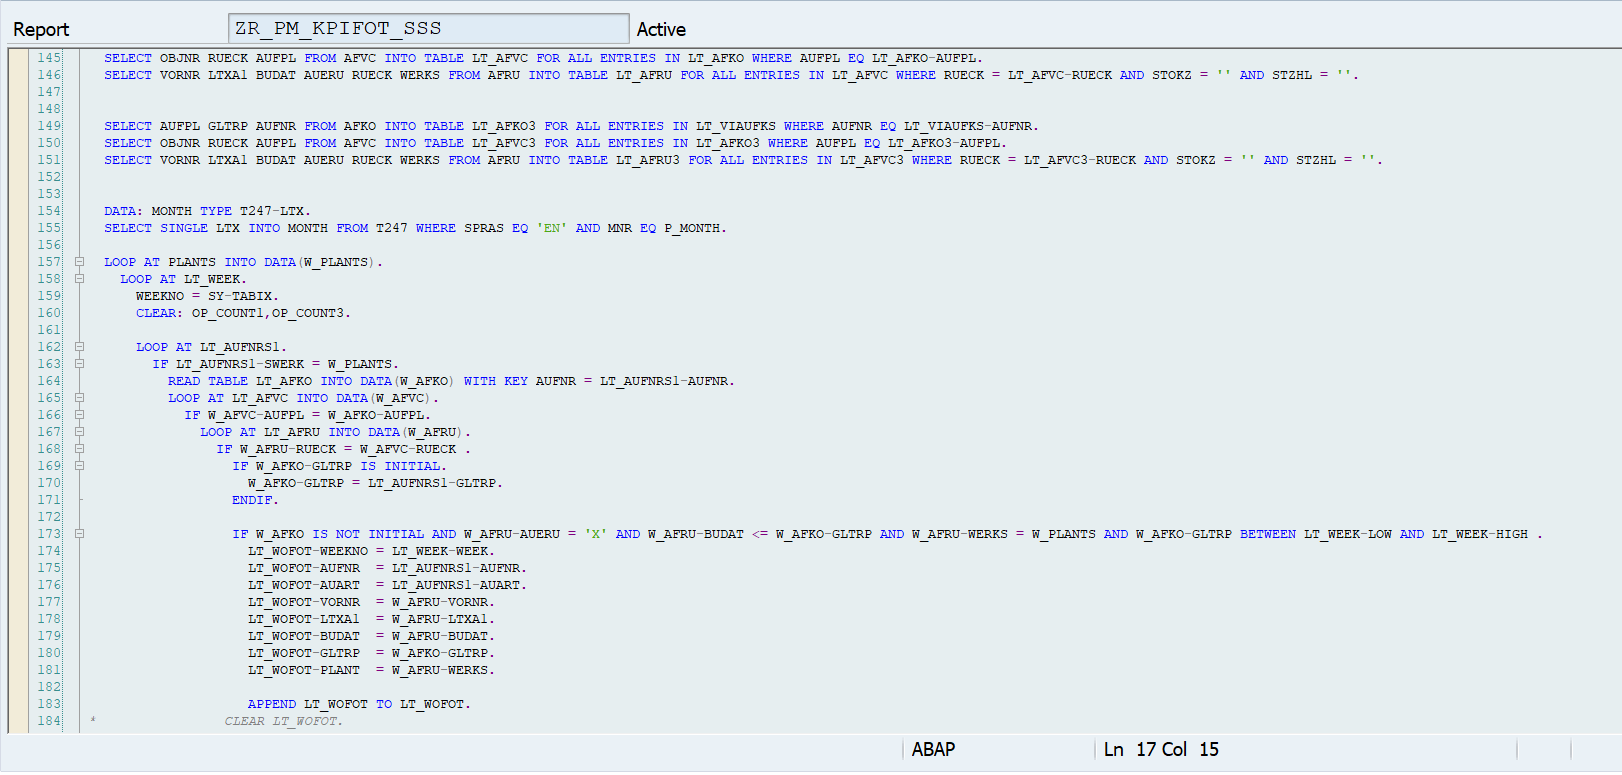 Report ZR_PM_KPIFOT_SSS Active
145 SELECT OBJNR RUECK AUFPL FROM AFVC INTO TABLE LT_AFVC FOR ALL ENTRIES IN LT_AFKO WHERE AUFPL EQ LT_AFKO-AUFPL.
146 SELECT VORNR LTXA1 BUDAT AUERU RUECK WERKS FROM AFRU INTO TABLE LT_AFRU FOR ALL ENTRIES IN LT_AFVC WHERE RUECK = LT_AFVC-RUECK AND STOKZ = '' AND STZHL = ''.
147
148
149 SELECT AUFPL GLTRP AUFNR FROM AFKO INTO TABLE LT_AFKO3 FOR ALL ENTRIES IN LT_VIAUFKS WHERE AUFNR EQ LT_VIAUFKS-AUFNR.
150 SELECT OBJNR RUECK AUFPL FROM AFVC INTO TABLE LT_AFVC3 FOR ALL ENTRIES IN LT_AFKO3 WHERE AUFPL EQ LT_AFKO3-AUFPL.
151 SELECT VORNR LTXA1 BUDAT AUERU RUECK WERKS FROM AFRU INTO TABLE LT_AFRU3 FOR ALL ENTRIES IN LT_AFVC3 WHERE RUECK = LT_AFVC3-RUECK AND STOKZ = '' AND STZHL = ''.
152
153
154 DATA: MONTH TYPE T247-LTX.
155 SELECT SINGLE LTX INTO MONTH FROM T247 WHERE SPRAS EQ 'EN' AND MNR EQ P_MONTH.
156
157 LOOP AT PLANTS INTO DATA(W_PLANTS).
158 LOOP AT LT_WEEK.
159 WEEKNO = SY-TABIX.
160 CLEAR: OP_COUNT1,OP_COUNT3.
161
162 LOOP AT LT_AUFNRS1.
163 IF LT_AUFNRS1-SWERK = W_PLANTS.
164 READ TABLE LT_AFKO INTO DATA(W_AFKO) WITH KEY AUFNR = LT_AUFNRS1-AUFNR.
165 LOOP AT LT_AFVC INTO DATA(W_AFVC).
166 IF W_AFVC-AUFPL = W_AFKO-AUFPL.
167 LOOP AT LT_AFRU INTO DATA(W_AFRU).
168 IF W_AFRU-RUECK = W_AFVC-RUECK .
169 IF W_AFKO-GLTRP IS INITIAL.
170 W_AFKO-GLTRP = LT_AUFNRS1-GLTRP.
171 ENDIF.
172
173 IF W_AFKO IS NOT INITIAL AND W_AFRU-AUERU = 'X' AND W_AFRU-BUDAT <= W_AFKO-GLTRP AND W_AFRU-WERKS = W_PLANTS AND W_AFKO-GLTRP BETWEEN LT_WEEK-LOW AND LT_WEEK-HIGH .
174 LT_WOFOT-WEEKNO = LT_WEEK-WEEK.
175 LT_WOFOT-AUFNR = LT_AUFNRS1-AUFNR.
176 LT_WOFOT-AUART = LT_AUFNRS1-AUART.
177 LT_WOFOT-VORNR = W_AFRU-VORNR.
178 LT_WOFOT-LTXA1 = W_AFRU-LTXA1.
179 LT_WOFOT-BUDAT = W_AFRU-BUDAT.
180 LT_WOFOT-GLTRP = W_AFKO-GLTRP.
181 LT_WOFOT-PLANT = W_AFRU-WERKS.
182
183 APPEND LT_WOFOT TO LT_WOFOT.
184 * CLEAR LT_WOFOT.
ABAP Ln 17 Col 15